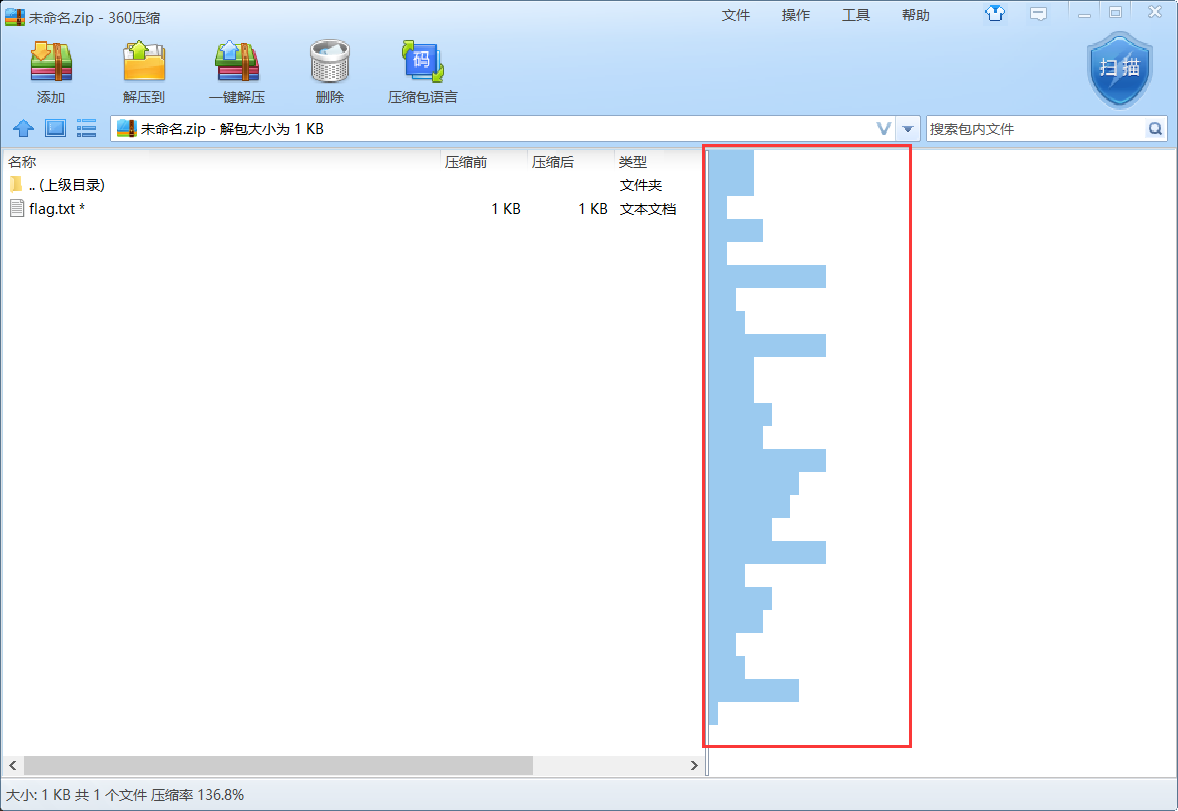 未命名.zip - 360压缩
文件 操作 工具 帮助
添加 解压到 一键解压 删除 压缩包语言
码
扫描
未命名.zip - 解包大小为 1 KB
搜索包内文件
名称 压缩前 压缩后 类型
.. (上级目录) 文件夹
flag.txt * 1 KB 1 KB 文本文档
大小: 1 KB 共 1 个文件 压缩率 136.8%